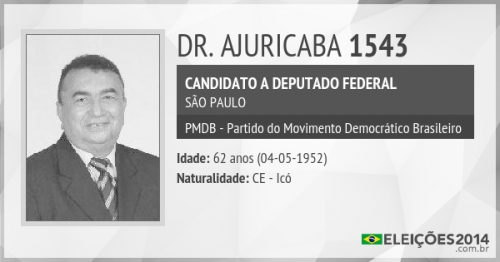 DR. AJURICABA 1543
CANDIDATO A DEPUTADO FEDERAL
SÃO PAULO
PMDB - Partido do Movimento Democrático Brasileiro
Idade: 62 anos (04-05-1952)
Naturalidade: CE - Icó
ELEIÇÕES2014
.com.br